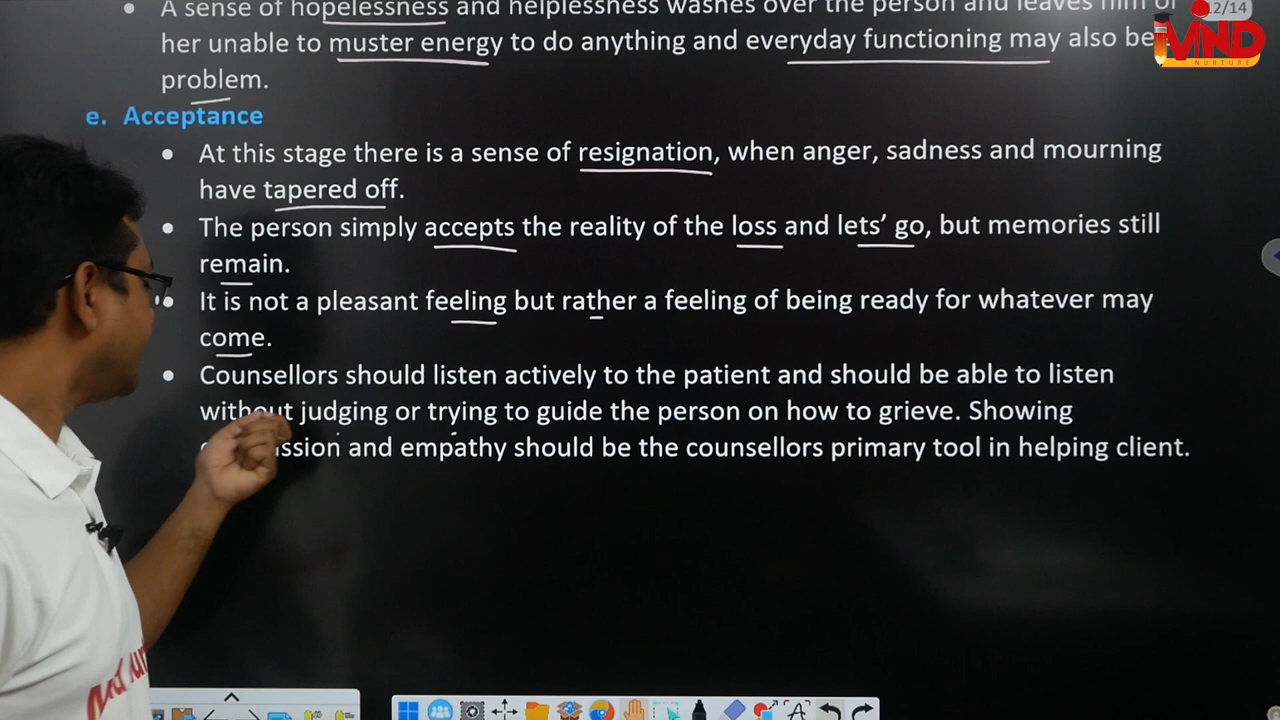 A sense of hopelessness and helplessness washes over the person and leaves him or
her unable to muster energy to do anything and everyday functioning may also be
problem.
12/14
MIND
NURTURE
e. Acceptance
At this stage there is a sense of resignation, when anger, sadness and mourning
have tapered off.
The person simply accepts the reality of the loss and lets’ go, but memories still
remain.
It is not a pleasant feeling but rather a feeling of being ready for whatever may
come.
Counsellors should listen actively to the patient and should be able to listen
without judging or trying to guide the person on how to grieve. Showing
ssion and empathy should be the counsellors primary tool in helping client.